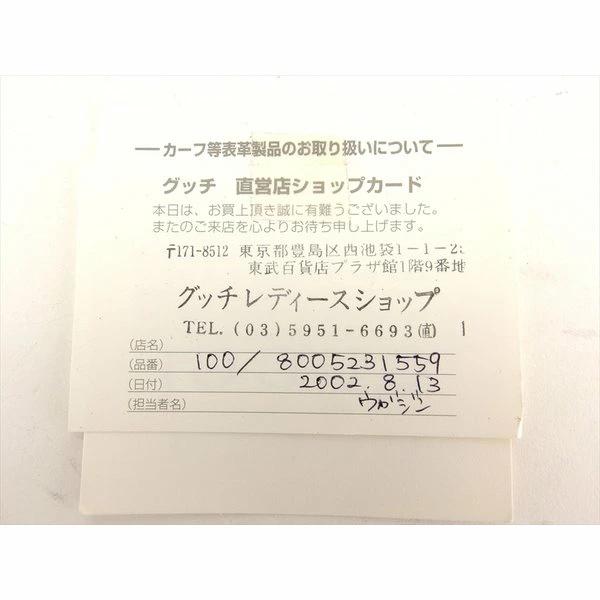 カーフ等表革製品のお取り扱いについて
グッチ 直営店ショップカード
本日は、お買上頂き誠に有難うございました。
またのご来店を心よりお待ち申し上げます。
〒171-8512 東京都豊島区西池袋1-1-25
東武百貨店プラザ館1階9番地
グッチレディースショップ
TEL. (03)5951-6693㈲
(店名)
(品番) 100/8005231559
(日付) 2002.8.13
(担当者名)